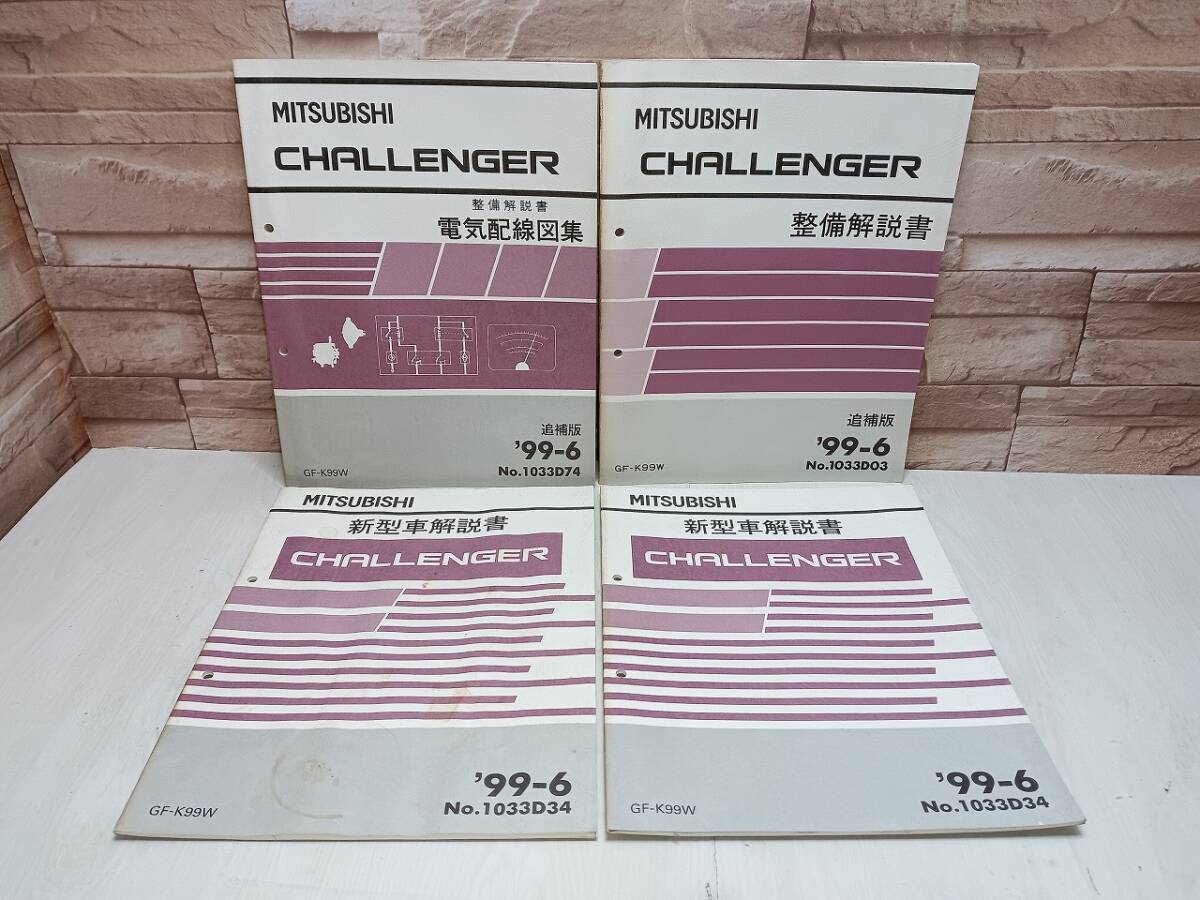 MITSUBISHI
CHALLENGER
整備解説書
電気配線図集
追補版
'99-6
GF-K99W
No.1033D74
MITSUBISHI
CHALLENGER
整備解説書
追補版
'99-6
GF-K99W
No.1033D03
MITSUBISHI
新型車解説書
CHALLENGER
'99-6
GF-K99W
No.1033D34
MITSUBISHI
新型車解説書
CHALLENGER
'99-6
GF-K99W
No.1033D34